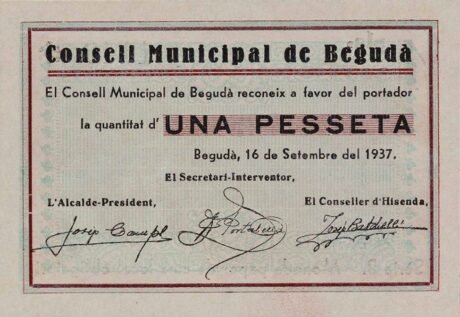 Consell Municipal de Begudà
El Consell Municipal de Begudà reconeix a favor del portador
la quantitat d' UNA PESSETA
Begudà, 16 de Setembre del 1937.
El Secretari-Interventor,
L'Alcalde-President, El Conseller d'Hisenda,
Josep